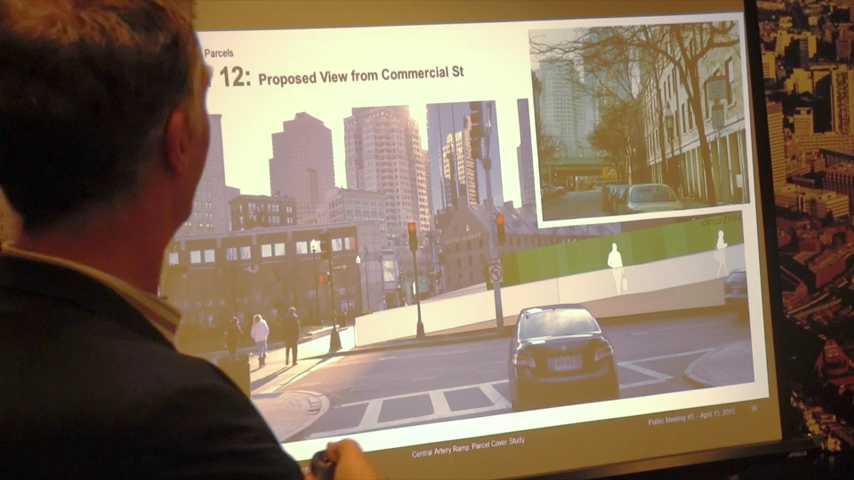 Parcels
12: Proposed View from Commercial St
Public Meeting #5 – April 15, 2015 38
Central Artery Ramp Parcel Cover Study